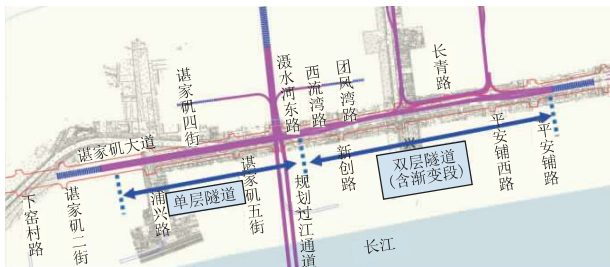 谌家矶大道
下窑村路
谌家矶二街
浦兴路
谌家矶四街
单层隧道
谌家矶五街
滠水河东路
西流湾路
团风湾路
规划过江通道
新创路
双层隧道
(含渐变段)
长青路
平安铺西路
平安铺路
长江